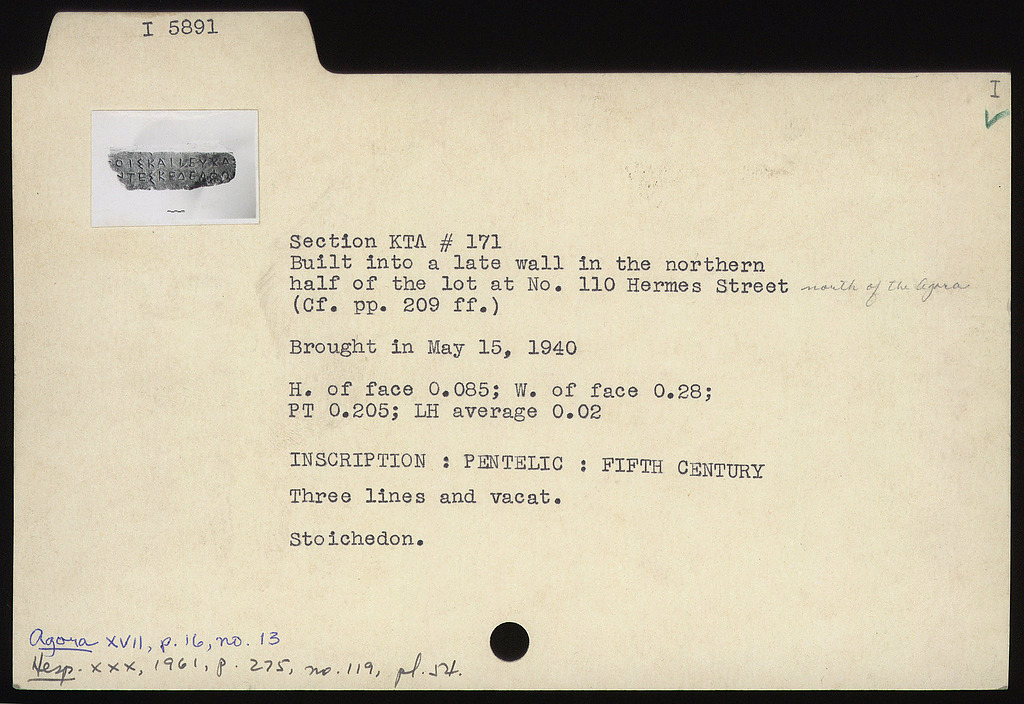 I 5891
I
Section KTA # 171
Built into a late wall in the northern
half of the lot at No. 110 Hermes Street north of the Agora
(Cf. pp. 209 ff.)
Brought in May 15, 1940
H. of face 0.085; W. of face 0.28;
PT 0.205; LH average 0.02
INSCRIPTION : PENTELIC : FIFTH CENTURY
Three lines and vacat.
Stoichedon.
Agora XVII, p. 16, no. 13
Hesp. XXX, 1961, p. 275, no. 119, pl. 54.